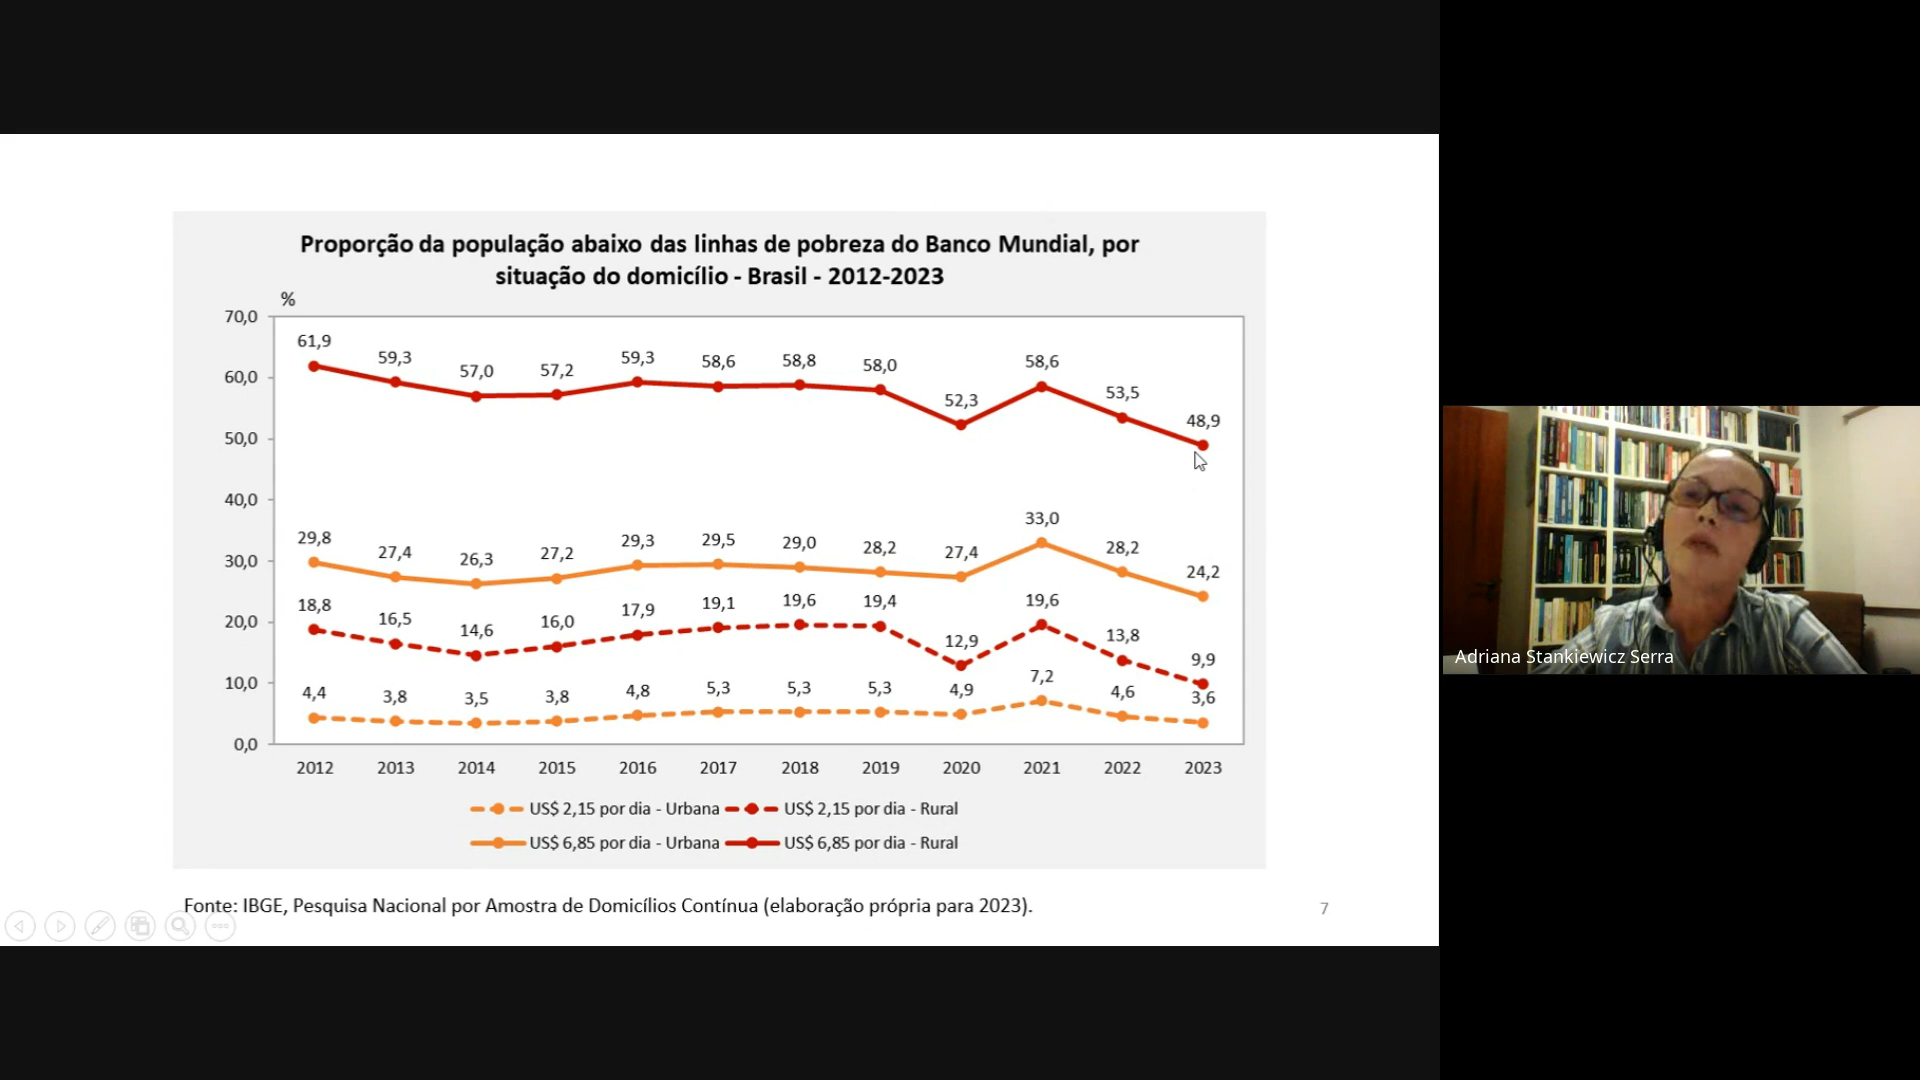 Proporção da população abaixo das linhas de pobreza do Banco Mundial, por
situação do domicílio - Brasil - 2012-2023
%
70,0
60,0
50,0
40,0
30,0
20,0
10,0
0,0
61,9 59,3 57,0 57,2 59,3 58,6 58,8 58,0 52,3 58,6 53,5 48,9
29,8 27,4 26,3 27,2 29,3 29,5 29,0 28,2 27,4 33,0 28,2 24,2
18,8 16,5 14,6 16,0 17,9 19,1 19,6 19,4 12,9 19,6 13,8 9,9
4,4 3,8 3,5 3,8 4,8 5,3 5,3 5,3 4,9 7,2 4,6 3,6
2012 2013 2014 2015 2016 2017 2018 2019 2020 2021 2022 2023
US$ 2,15 por dia - Urbana US$ 2,15 por dia - Rural
US$ 6,85 por dia - Urbana US$ 6,85 por dia - Rural
Fonte: IBGE, Pesquisa Nacional por Amostra de Domicílios Contínua (elaboração própria para 2023).
7
Adriana Stankiewicz Serra